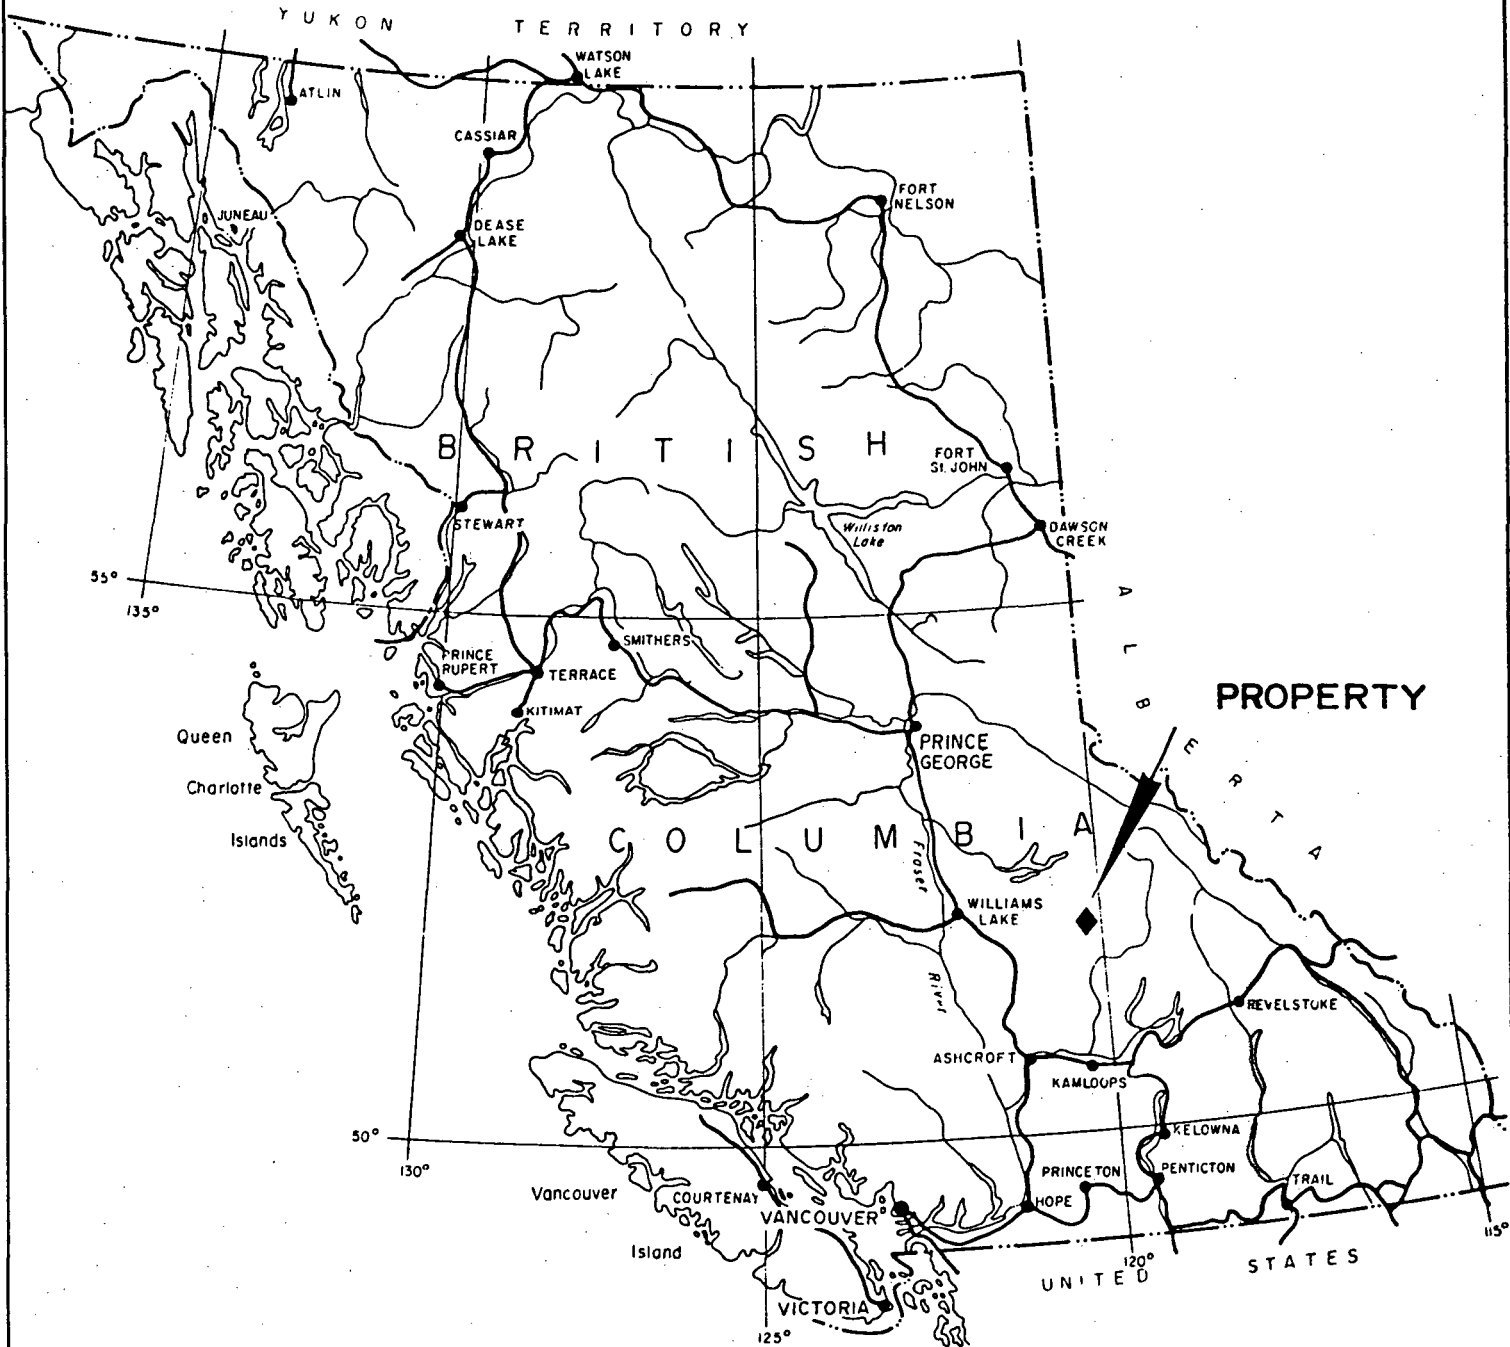 YUKON TERRITORY
WATSON
LAKE
ATLIN
CASSIAR
FORT
NELSON
JUNEAU
DEASE
LAKE
BRITISH
FORT
St. JOHN
STEWART
Williston
Lake
DAWSON
CREEK
55°
135°
ALBERTA
SMITHERS
PRINCE
RUPERT
TERRACE
KITIMAT
PROPERTY
PRINCE
GEORGE
Queen
Charlotte
Islands
COLUMBIA
Fraser
River
WILLIAMS
LAKE
REVELSTOKE
ASHCROFT
KAMLOOPS
50°
130°
KELOWNA
PRINCETON
PENTICTON
TRAIL
Vancouver
Island
COURTENAY
VANCOUVER
HOPE
115°
120°
UNITED STATES
VICTORIA
125°